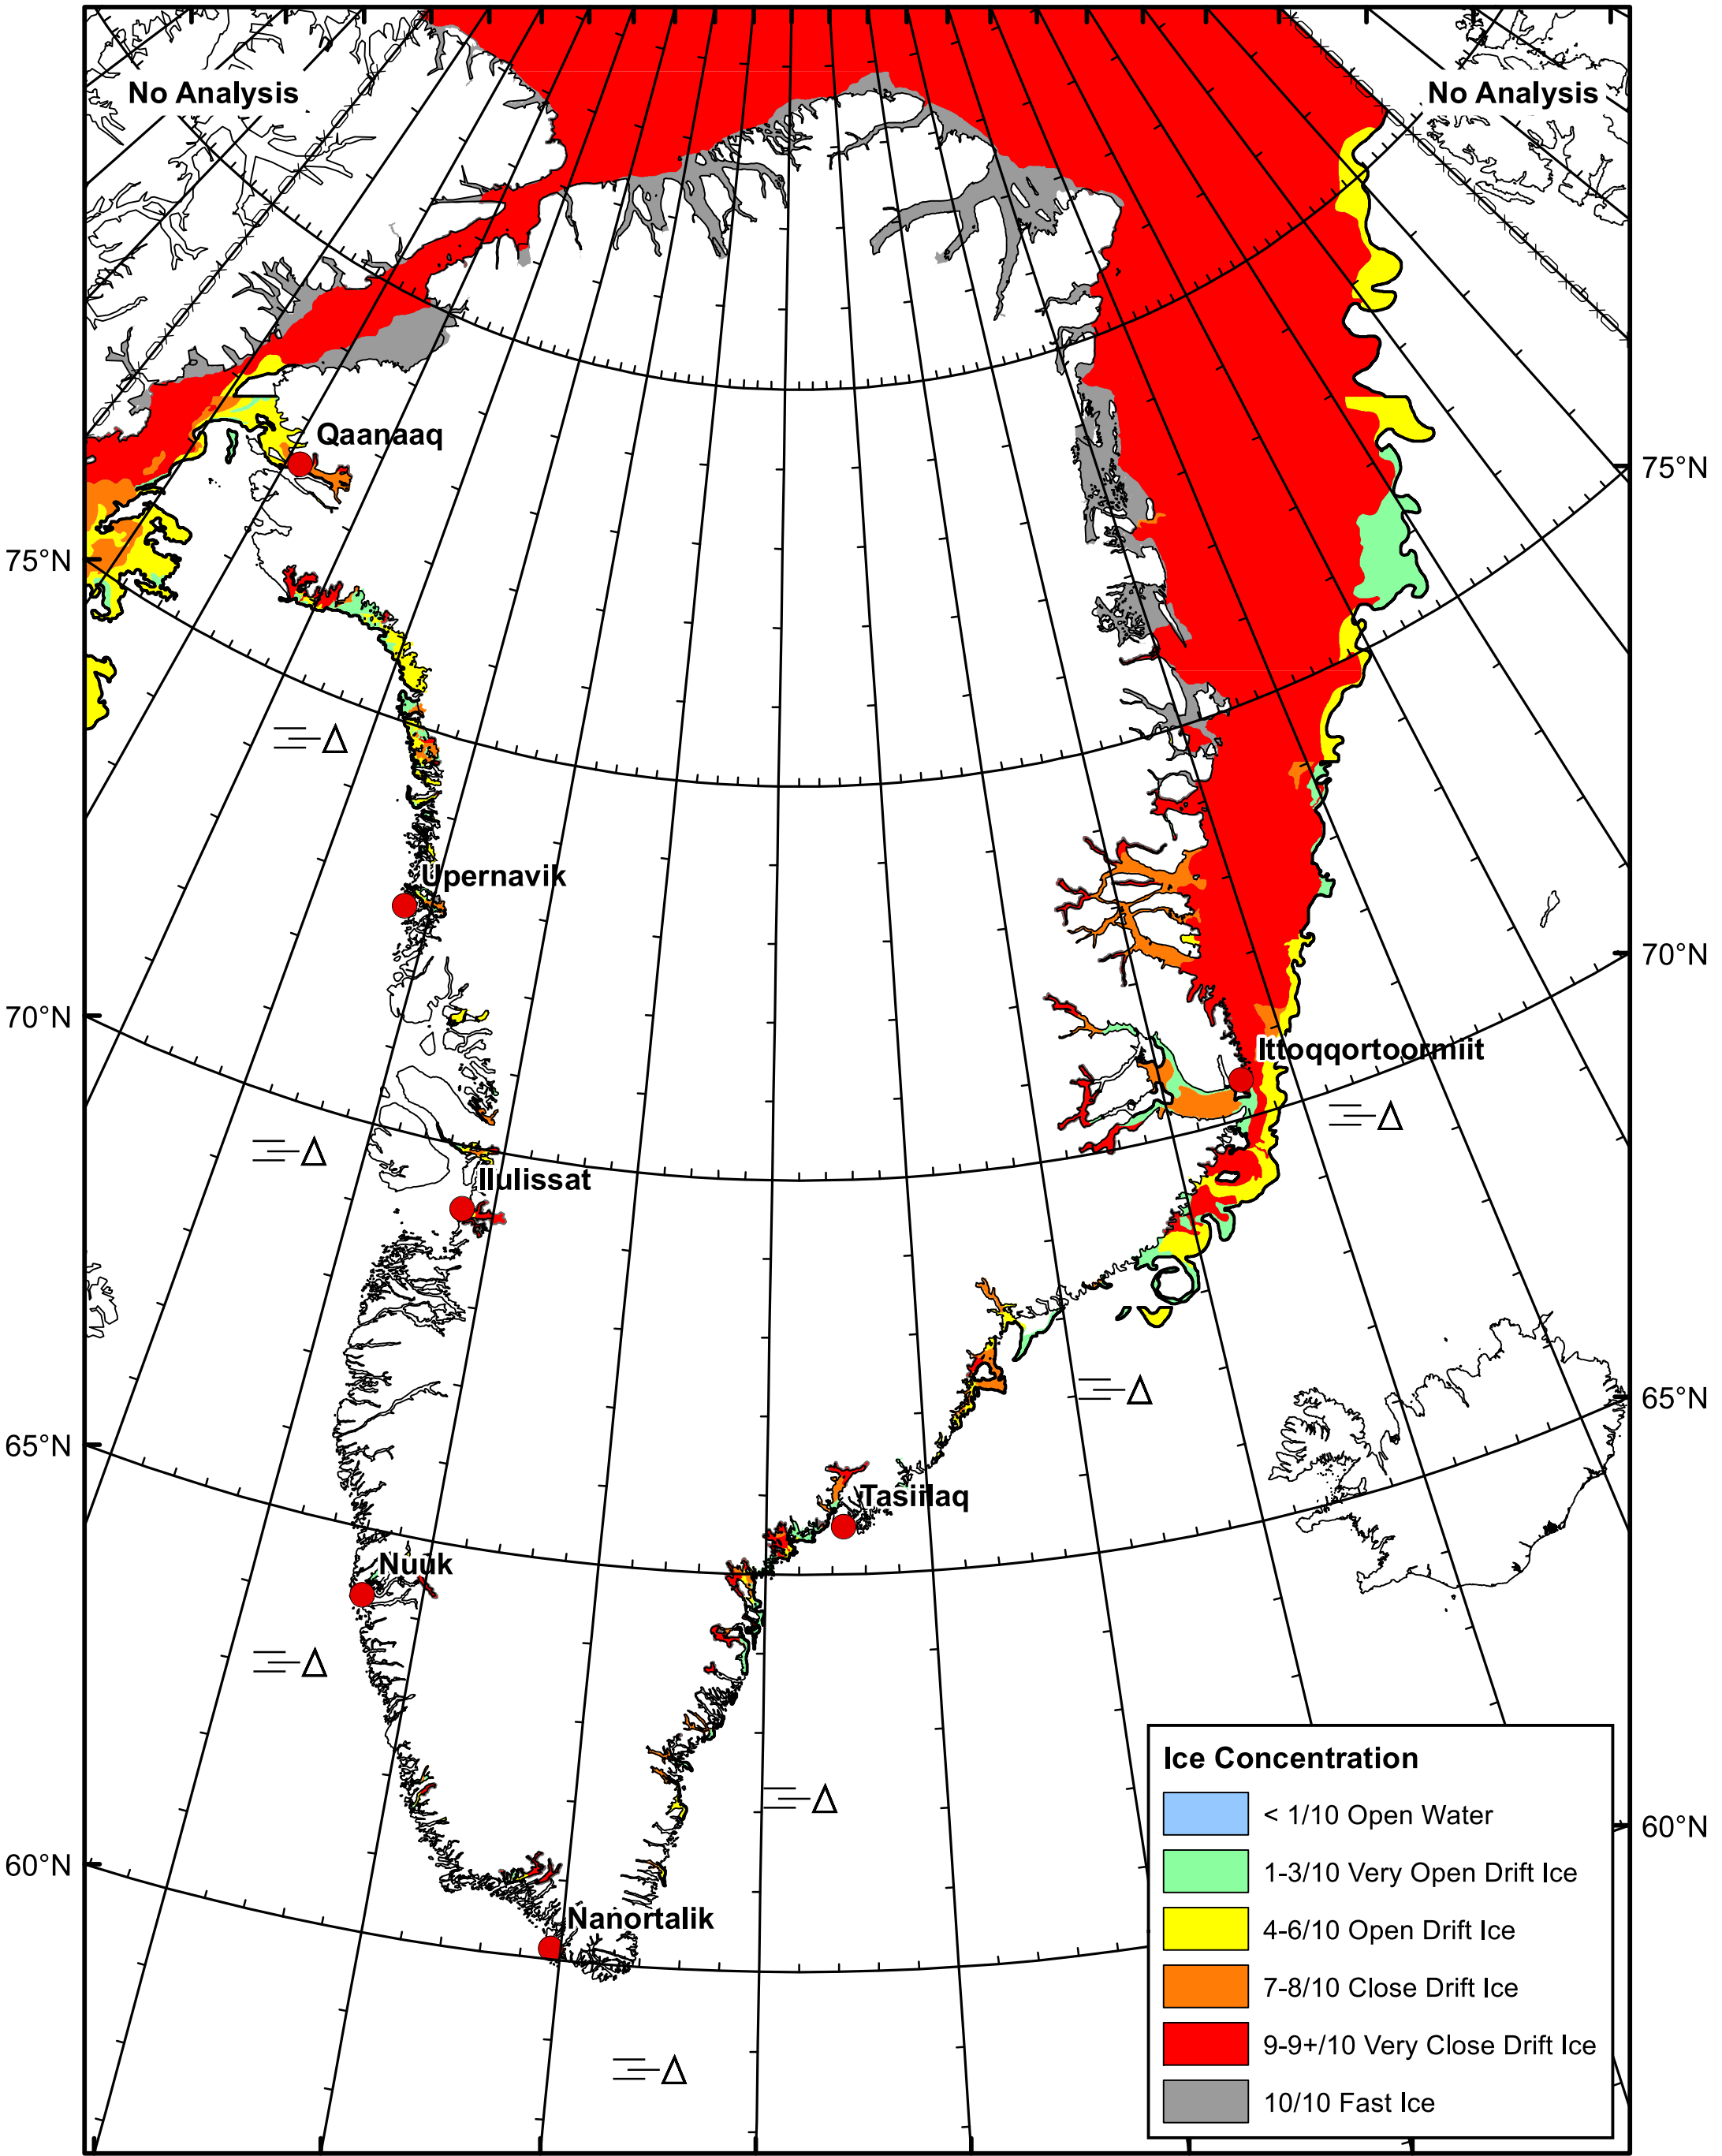 No Analysis
No Analysis
Qaanaaq
75°N
75°N
Upernavik
70°N
70°N
Ittoqqortoormiit
Ilulissat
65°N
65°N
Tasiilaq
Nuuk
Ice Concentration
< 1/10 Open Water
60°N
1-3/10 Very Open Drift Ice
60°N
Nanortalik
4-6/10 Open Drift Ice
7-8/10 Close Drift Ice
9-9+/10 Very Close Drift Ice
10/10 Fast Ice